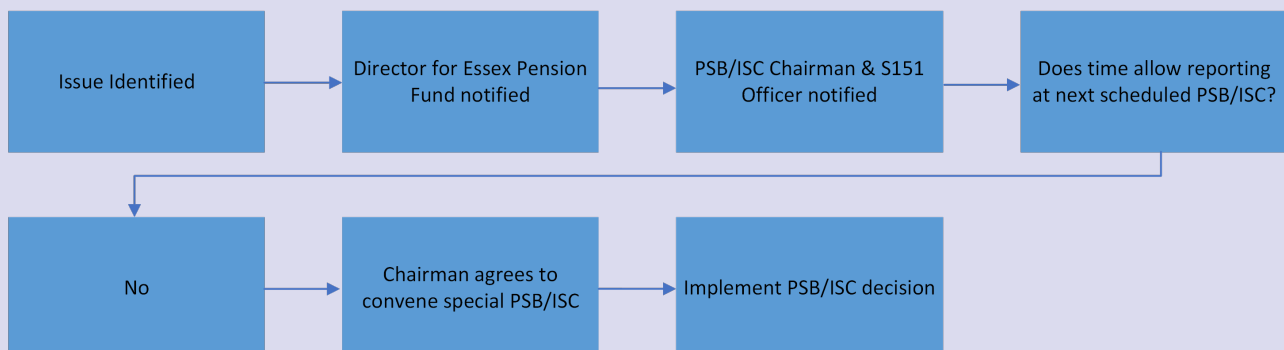 Issue Identified
Director for Essex Pension
Fund notified
PSB/ISC Chairman & S151
Officer notified
Does time allow reporting
at next scheduled PSB/ISC?
No
Chairman agrees to
convene special PSB/ISC
Implement PSB/ISC decision